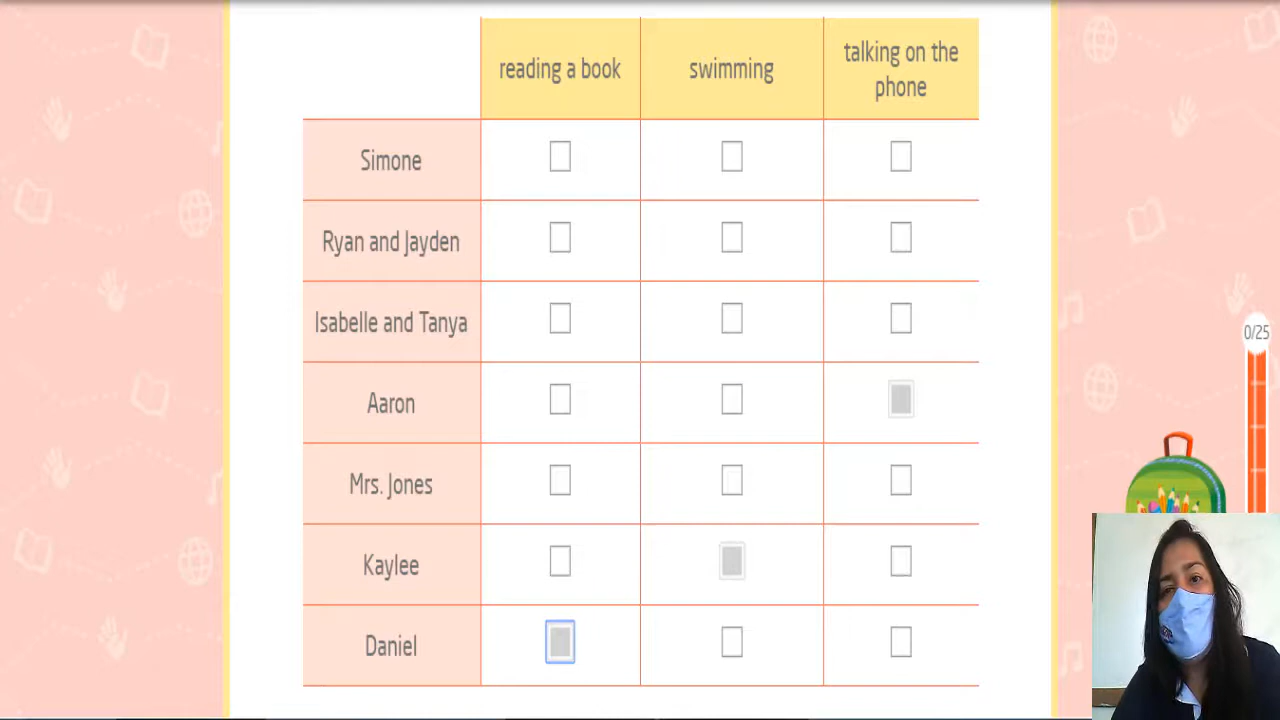 reading a book
swimming
talking on the
phone
Simone
Ryan and Jayden
Isabelle and Tanya
Aaron
Mrs. Jones
Kaylee
Daniel
0/25